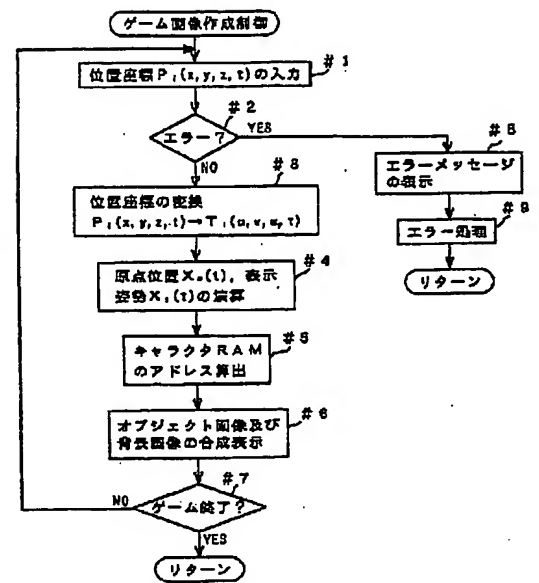 ゲーム画像作成制御
#1
位置座標Pi(x,y,z,t)の入力
#2
エラー?
YES
NO
#8
エラーメッセージ
の表示
#9
エラー処理
リターン
#3
位置座標の変換
Pi(x,y,z,t)→Ti(u,v,w,t)
#4
原点位置Xo(t),表示
姿勢Xi(t)の演算
#5
キャラクタRAM
のアドレス算出
#6
オブジェクト画像及び
背景画像の合成表示
#7
ゲーム終了?
NO
YES
リターン